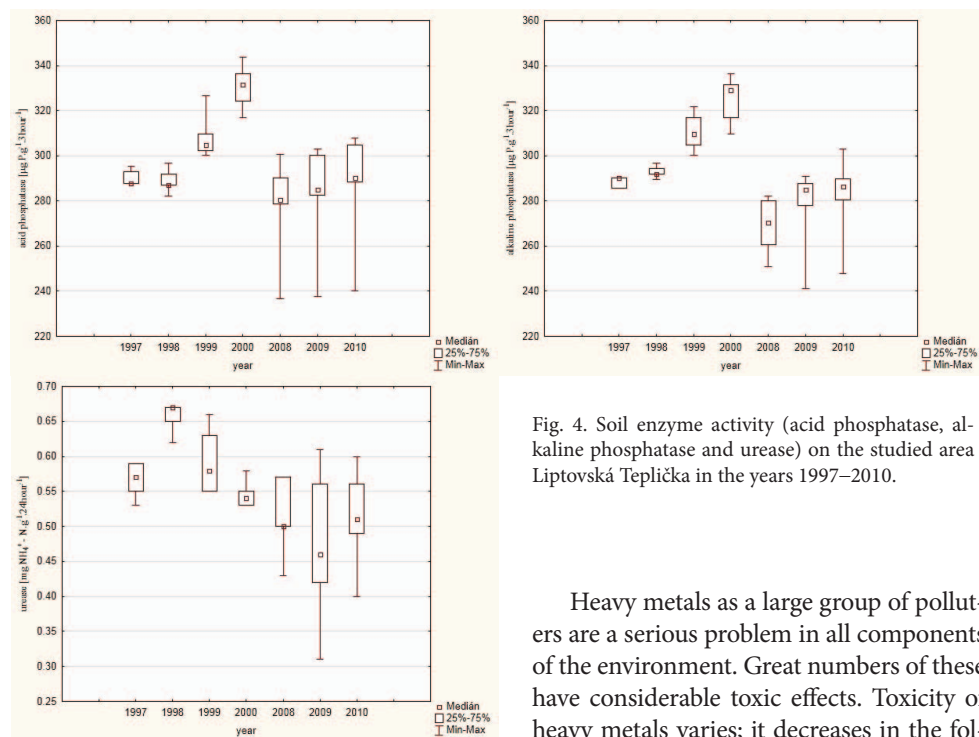 360
340
320
300
280
260
240
220
acid phosphatase [µg P.g⁻¹.3hour⁻¹]
1997 1998 1999 2000 2008 2009 2010
year
Medián
25%-75%
Min-Max
360
340
320
300
280
260
240
220
alkaline phosphatase [µg P.g⁻¹.3hour⁻¹]
1997 1998 1999 2000 2008 2009 2010
year
Medián
25%-75%
Min-Max
0.70
0.65
0.60
0.55
0.50
0.45
0.40
0.35
0.30
0.25
urease [mg NH₄⁺- N.g⁻¹.24hour⁻¹]
1997 1998 1999 2000 2008 2009 2010
year
Medián
25%-75%
Min-Max
Fig. 4. Soil enzyme activity (acid phosphatase, al-
kaline phosphatase and urease) on the studied area
Liptovská Teplička in the years 1997–2010.
Heavy metals as a large group of pollut-
ers are a serious problem in all components
of the environment. Great numbers of these
have considerable toxic effects. Toxicity of
heavy metals varies; it decreases in the fol-